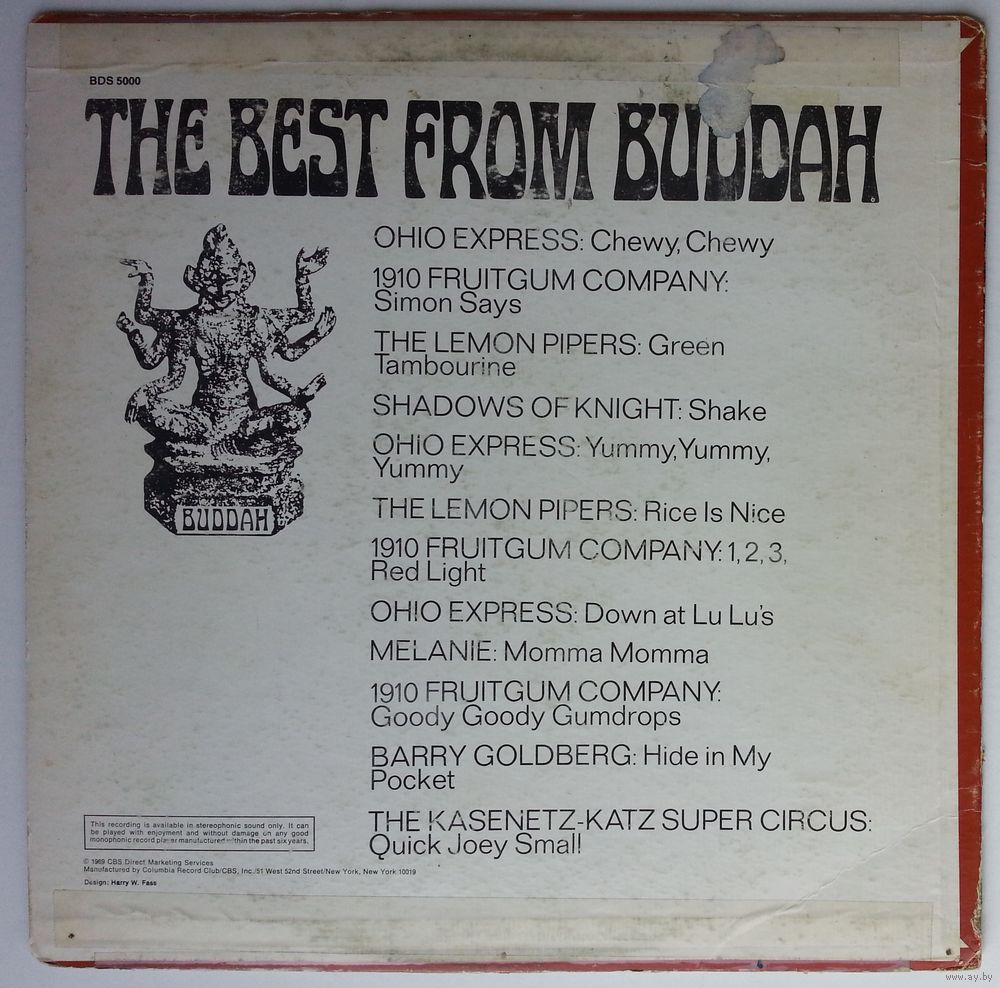 BDS 5000
THE BEST FROM BUDDAH
OHIO EXPRESS: Chewy, Chewy
1910 FRUITGUM COMPANY:
Simon Says
THE LEMON PIPERS: Green
Tambourine
SHADOWS OF KNIGHT: Shake
OHIO EXPRESS: Yummy, Yummy,
Yummy
THE LEMON PIPERS: Rice Is Nice
1910 FRUITGUM COMPANY: 1, 2, 3,
Red Light
OHIO EXPRESS: Down at Lu Lu's
MELANIE: Momma Momma
1910 FRUITGUM COMPANY:
Goody Goody Gumdrops
BARRY GOLDBERG: Hide in My
Pocket
THE KASENETZ-KATZ SUPER CIRCUS:
Quick Joey Small
BUDDAH
This recording is available in stereophonic sound only. It can
be played with enjoyment and without damage on any good
monophonic record player manufactured within the past six years.
© 1969 CBS Direct Marketing Services
Manufactured by Columbia Record Club/CBS, Inc./51 West 52nd Street/New York, New York 10019
Design: Harry W. Fass
www.ay.by